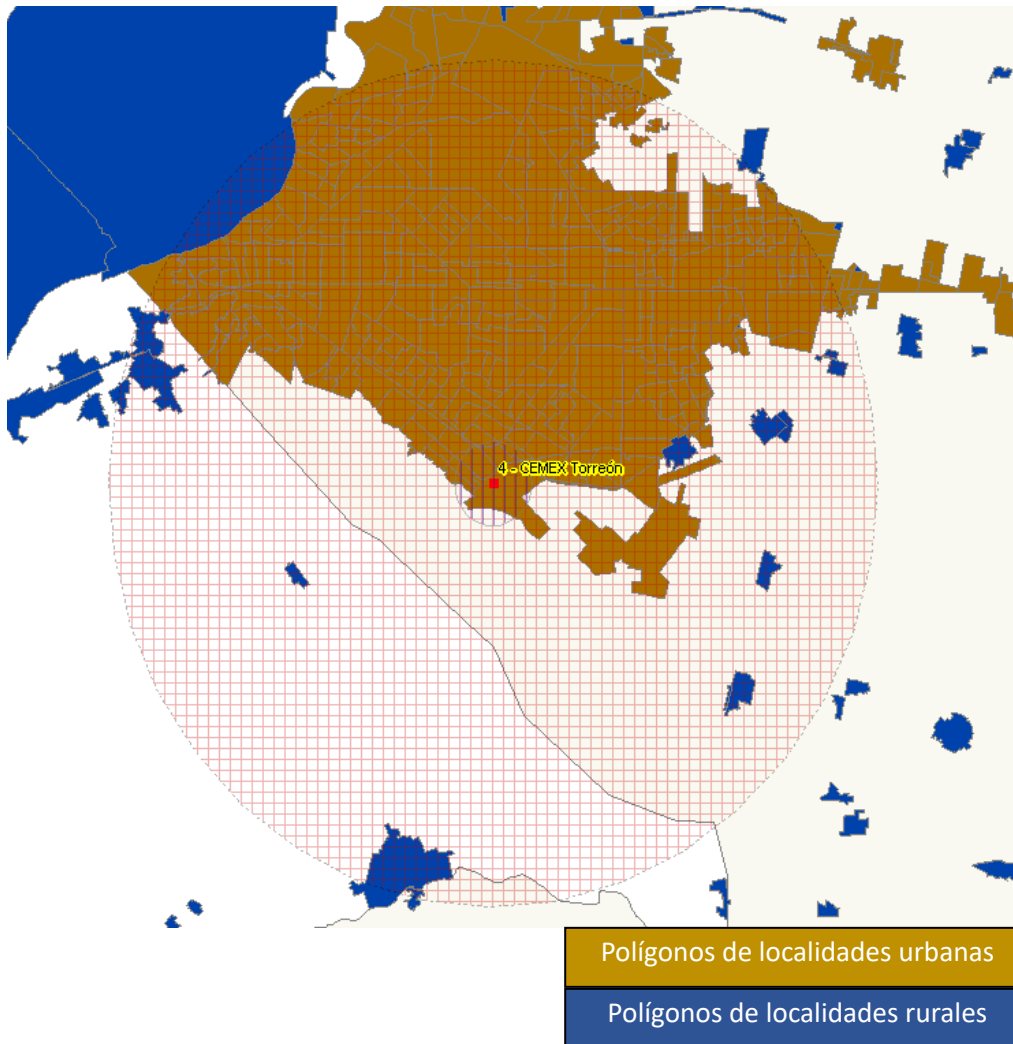 4 - CEMEX Torreón
Polígonos de localidades urbanas
Polígonos de localidades rurales